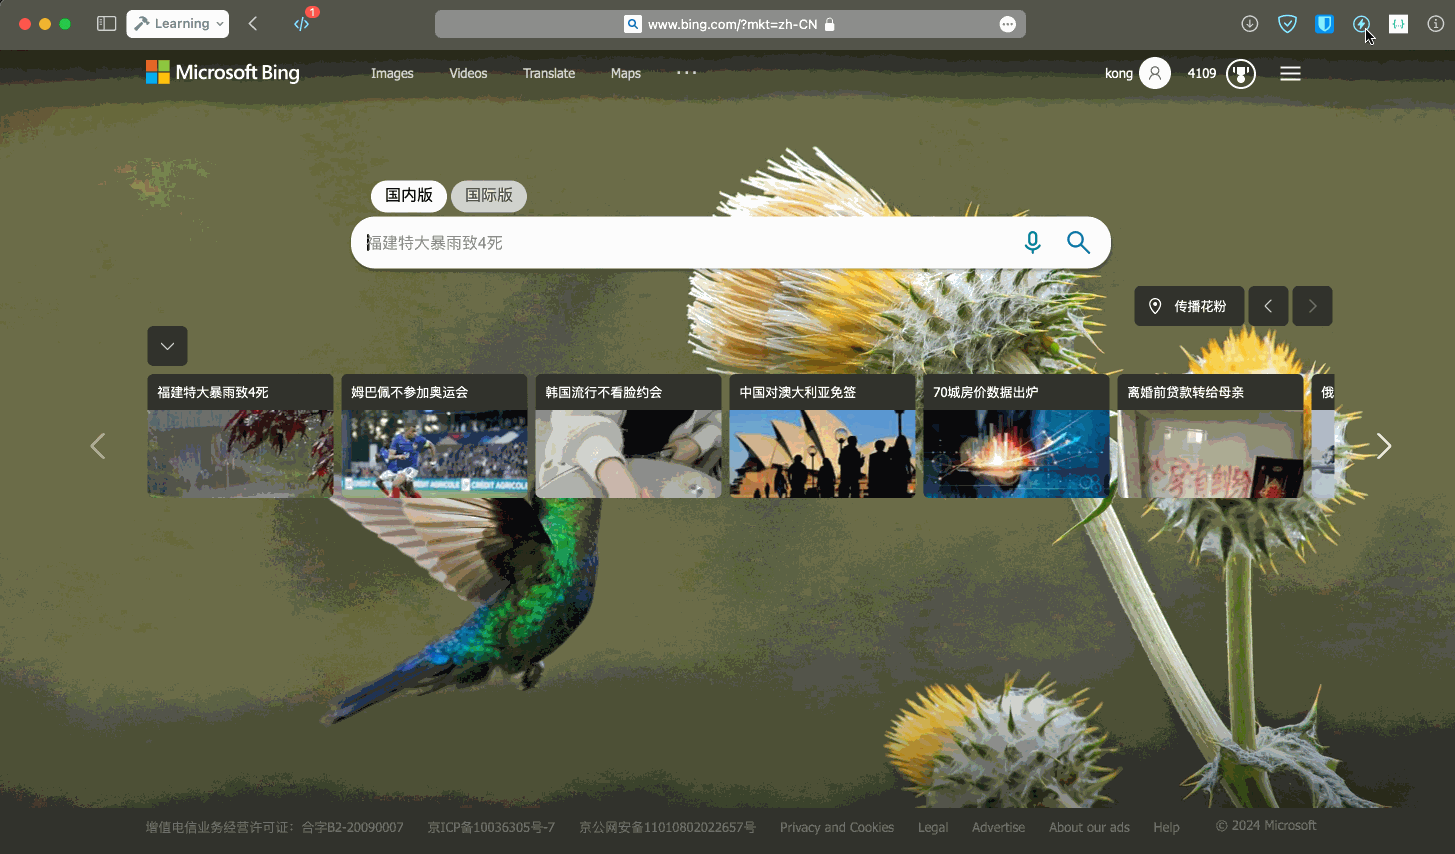 Learning
1
www.bing.com/?mkt=zh-CN
Microsoft Bing
Images
Videos
Translate
Maps
kong
4109
国内版
国际版
福建特大暴雨致4死
传播花粉
福建特大暴雨致4死
姆巴佩不参加奥运会
韩国流行不看脸约会
中国对澳大利亚免签
70城房价数据出炉
离婚前贷款转给母亲
俄
CRÉDIT AGRICOLE
增值电信业务经营许可证：合字B2-20090007
京ICP备10036305号-7
京公网安备11010802022657号
Privacy and Cookies
Legal
Advertise
About our ads
Help
© 2024 Microsoft